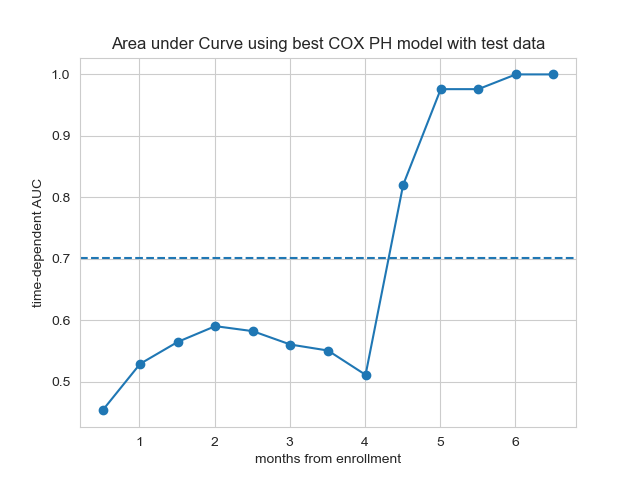 Area under Curve using best COX PH model with test data
1.0
0.9
0.8
0.7
0.6
0.5
time-dependent AUC
1 2 3 4 5 6
months from enrollment